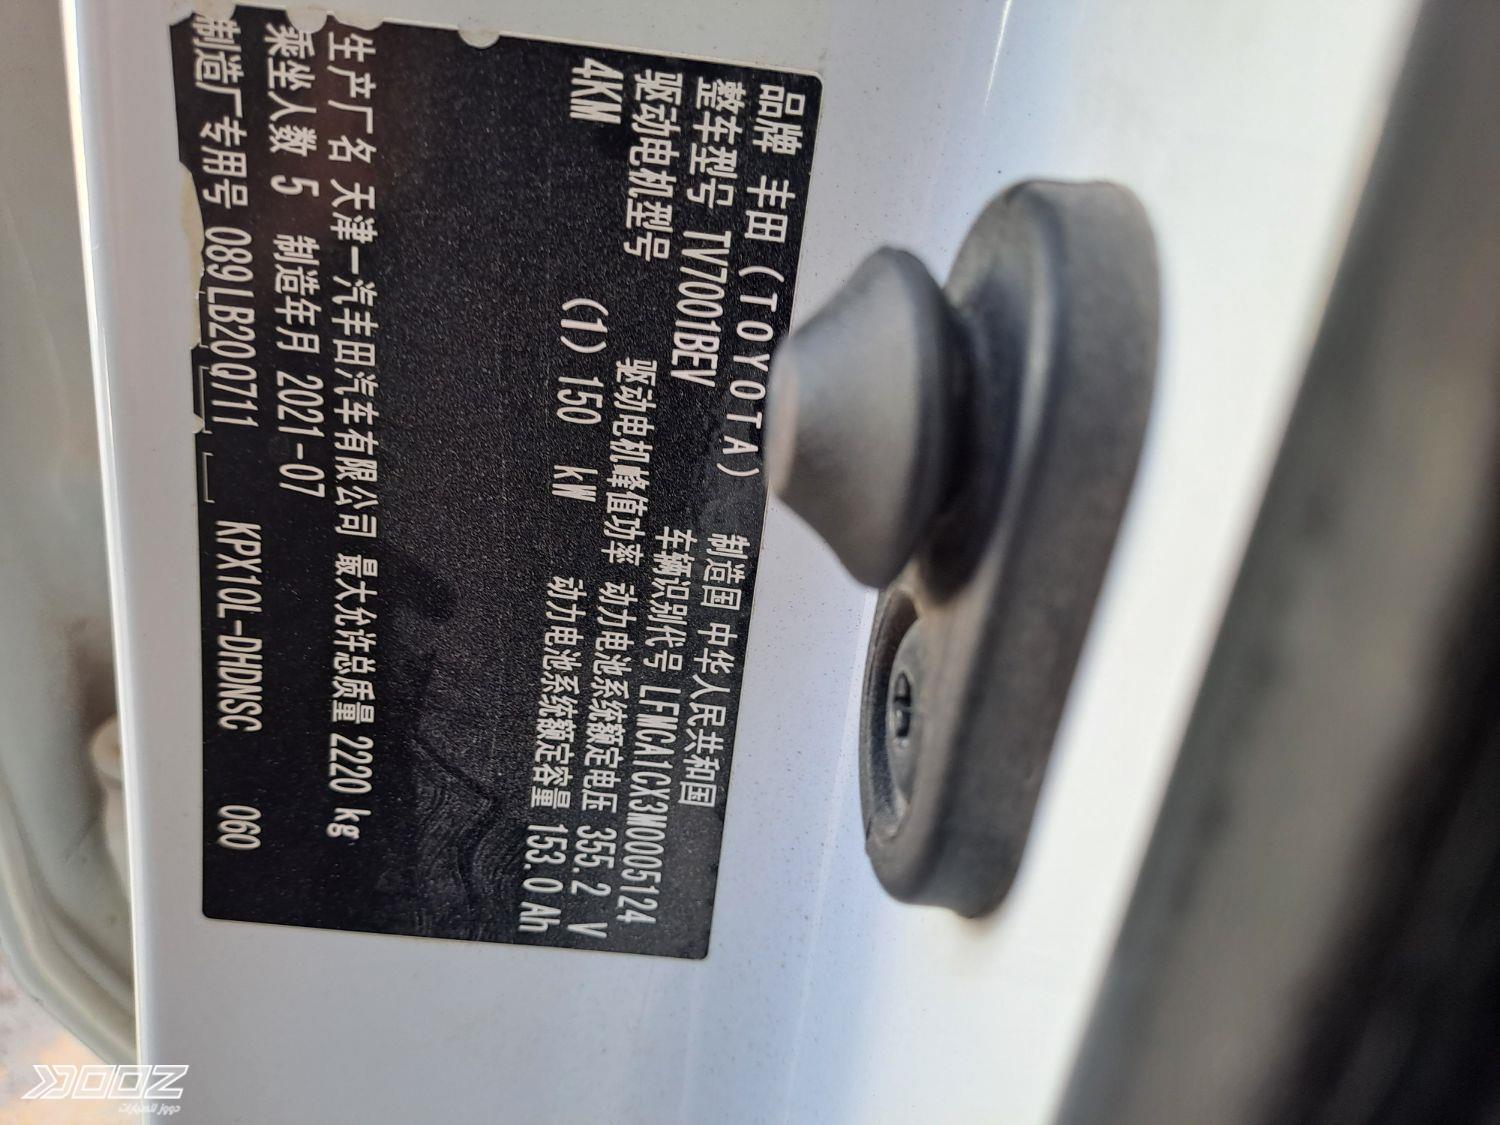 品牌 丰田(TOYOTA) 制造国 中华人民共和国
整车型号 TV7001BEV 车辆识别代号 LFMCA1CX3M0005124
驱动电机型号 驱动电机峰值功率 动力电池系统额定电压 355.2 V
4KM (1) 150 kW 动力电池系统额定容量 153.0 Ah
生产厂名 天津一汽丰田汽车有限公司 最大允许总质量 2220 kg
乘坐人数 5 制造年月 2021-07
制造厂专用号 089LB20Q711 KPX10L-DHDNSC 060
DOOZ
دووز للسيارات